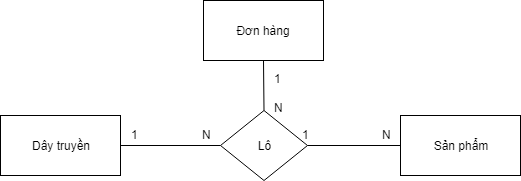 Đơn hàng
1
N
Dây truyền
1
N
Lô
1
N
Sản phẩm